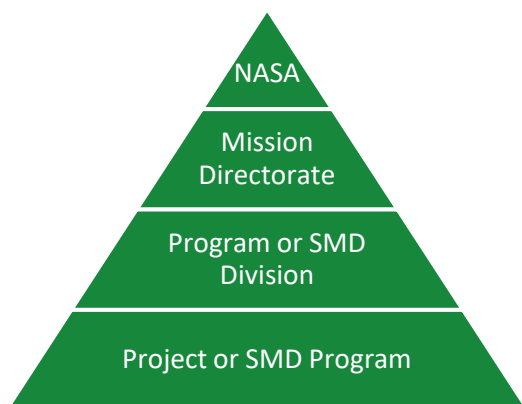 NASA
Mission
Directorate
Program or SMD
Division
Project or SMD Program